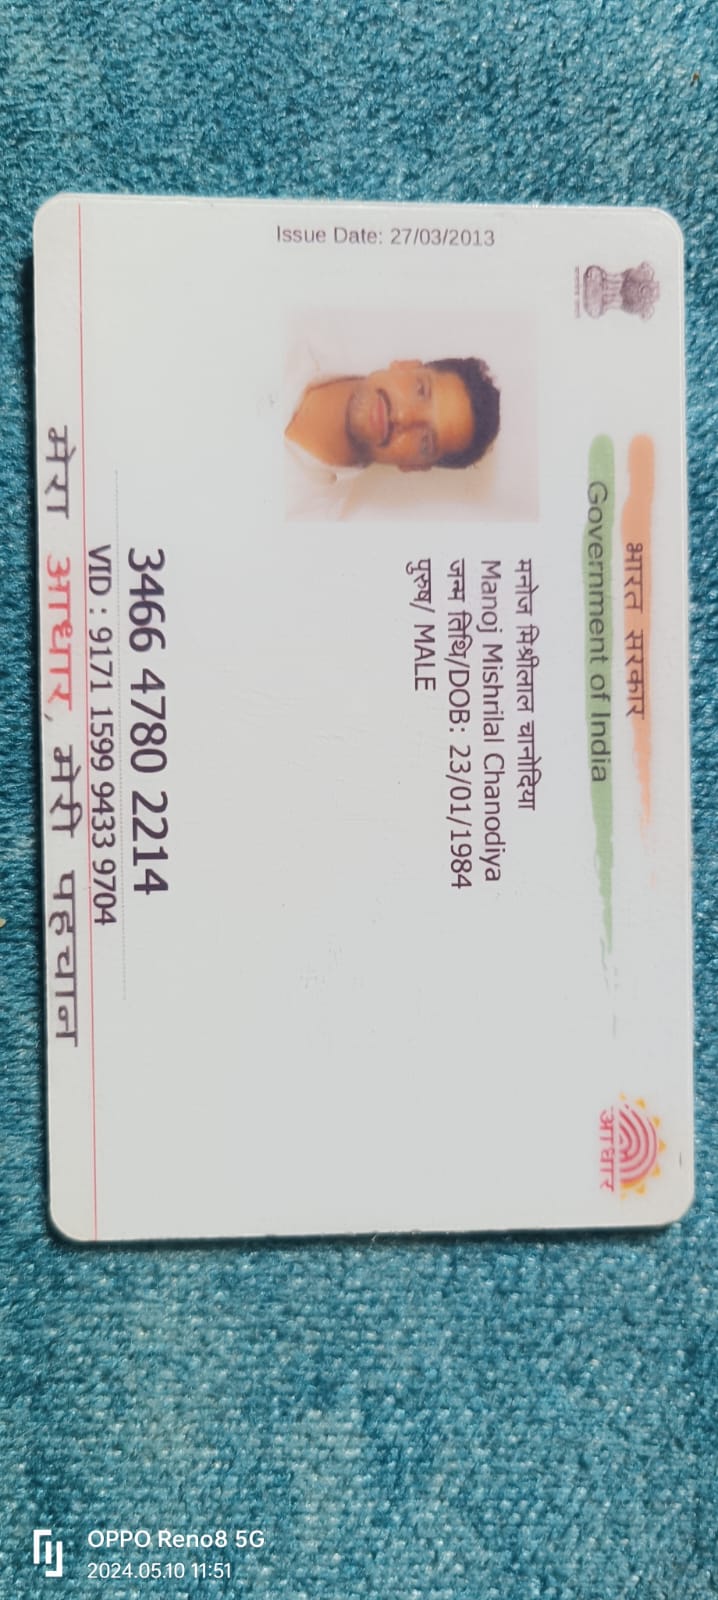 भारत सरकार
Government of India
Issue Date: 27/03/2013
मनोज मिश्रीलाल चानोदिया
Manoj Mishrilal Chanodiya
जन्म तिथि/DOB: 23/01/1984
पुरुष/ MALE
आधार
3466 4780 2214
VID : 9171 1599 9433 9704
मेरा आधार, मेरी पहचान
OPPO Reno8 5G
2024.05.10 11:51